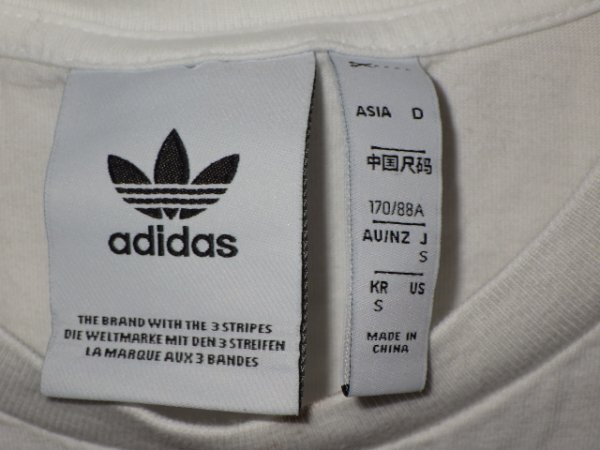 adidas
THE BRAND WITH THE 3 STRIPES
DIE WELTMARKE MIT DEN 3 STREIFEN
LA MARQUE AUX 3 BANDES
ASIA D
中国尺码
170/88A
AU/NZ J
S
KR US
S
MADE IN
CHINA